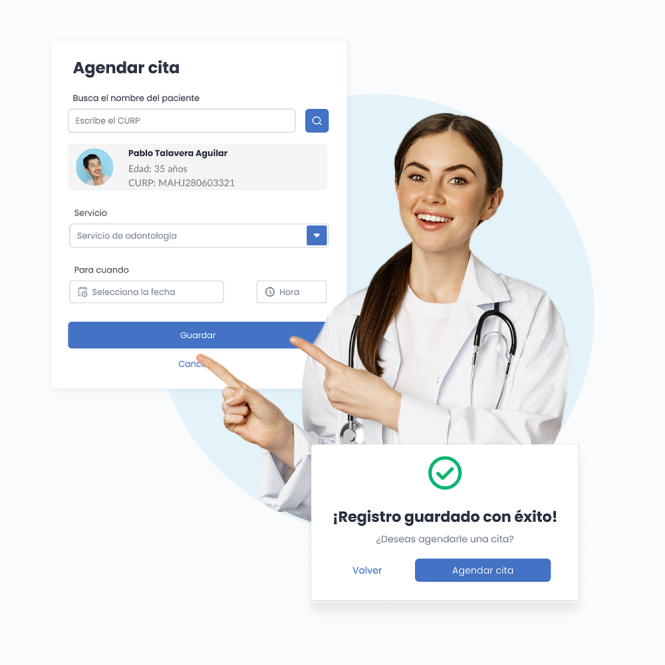 Agendar cita
Busca el nombre del paciente
Escribe el CURP
Pablo Talavera Aguilar
Edad: 35 años
CURP: MAHJ280603321
Servicio
Servicio de odontología
Para cuando
Selecciona la fecha
Hora
Guardar
¡Registro guardado con éxito!
¿Deseas agendarle una cita?
Volver
Agendar cita